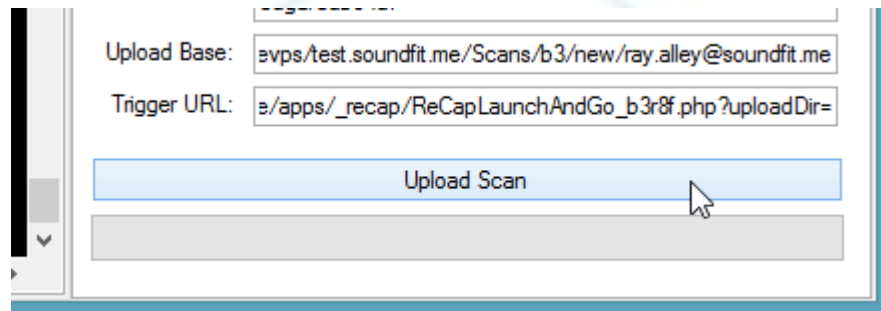 Upload Base: evps/test.soundfit.me/Scans/b3/new/ray.alley@soundfit.me
Trigger URL: e/apps/_recap/ReCapLaunchAndGo_b3r8f.php?uploadDir=
Upload Scan